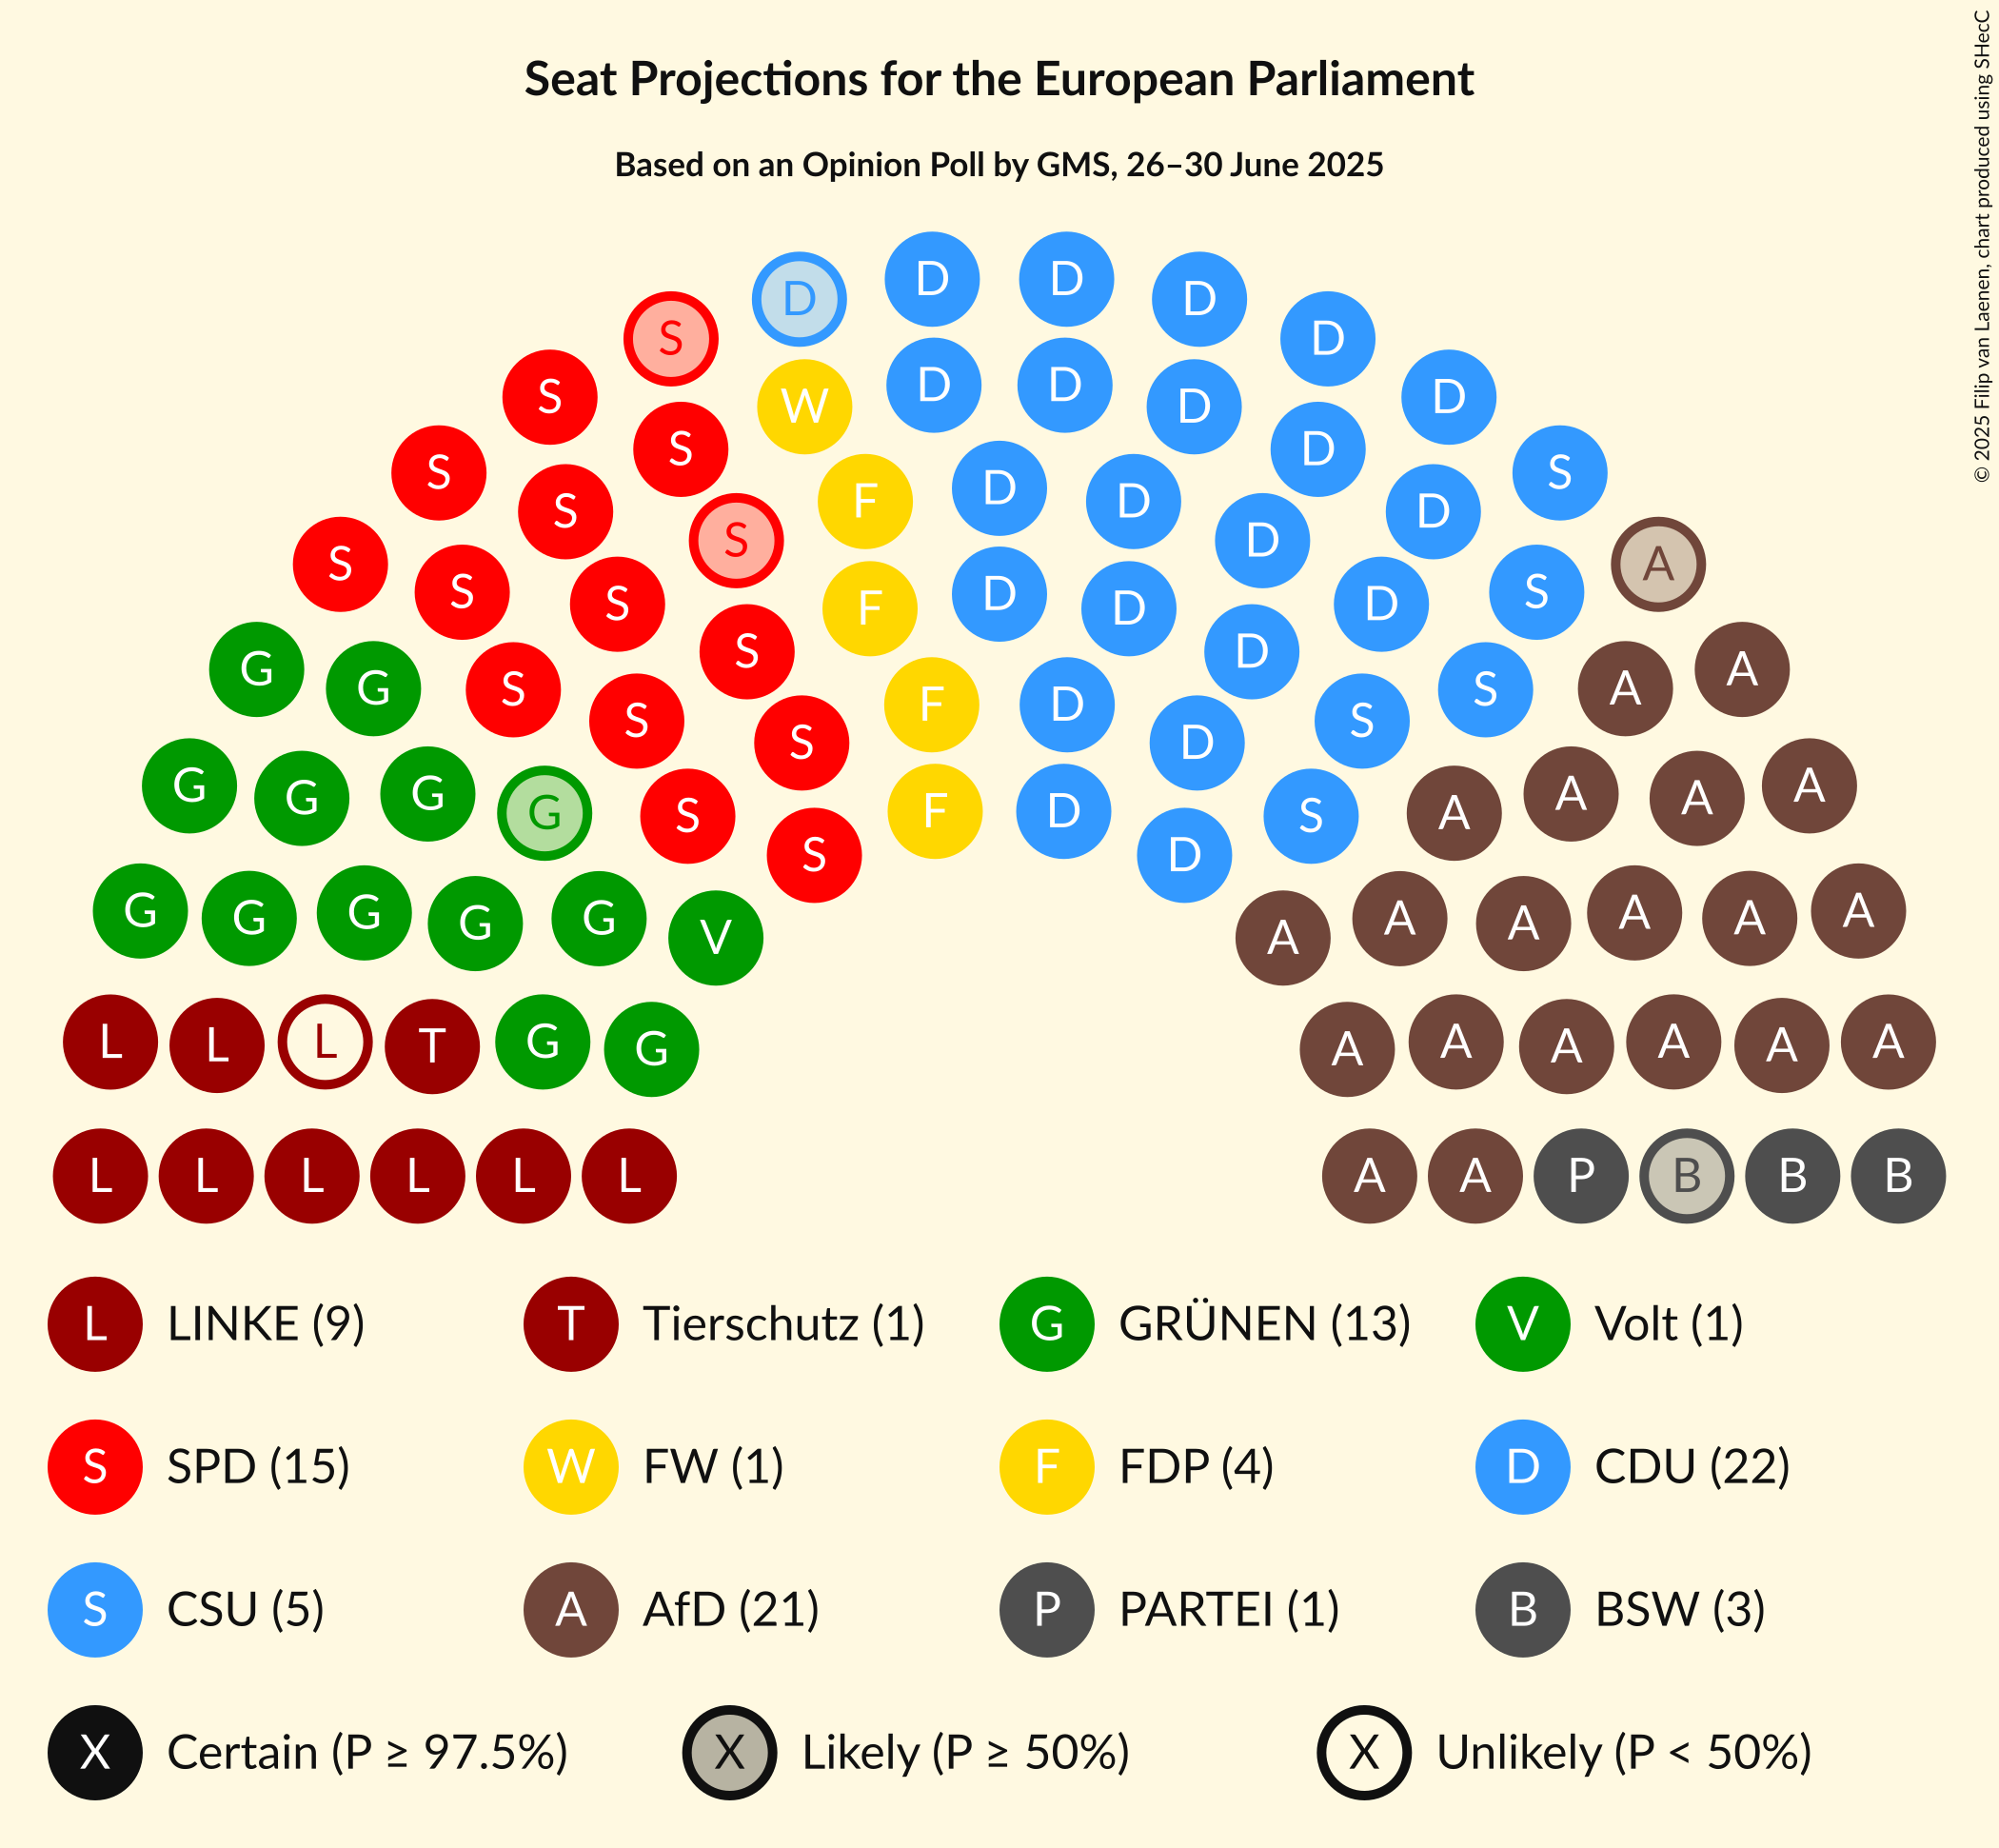 Seat Projections for the European Parliament
Based on an Opinion Poll by GMS, 26–30 June 2025
© 2025 Filip van Laenen, chart produced using SHecC
D D D
S D D
S W D D D D
S S D D S
S S F D D D
S S D A
S S F D D D S
G S D D A
G S S F D S S A
G G S D A A
G G S F D S A A
G S D A
G G G G G V A A A A A A
L L L T G G A A A A A A
L L L L L L A A P B B B
L LINKE (9) T Tierschutz (1) G GRÜNEN (13) V Volt (1)
S SPD (15) W FW (1) F FDP (4) D CDU (22)
S CSU (5) A AfD (21) P PARTEI (1) B BSW (3)
X Certain (P ≥ 97.5%) X Likely (P ≥ 50%) X Unlikely (P < 50%)